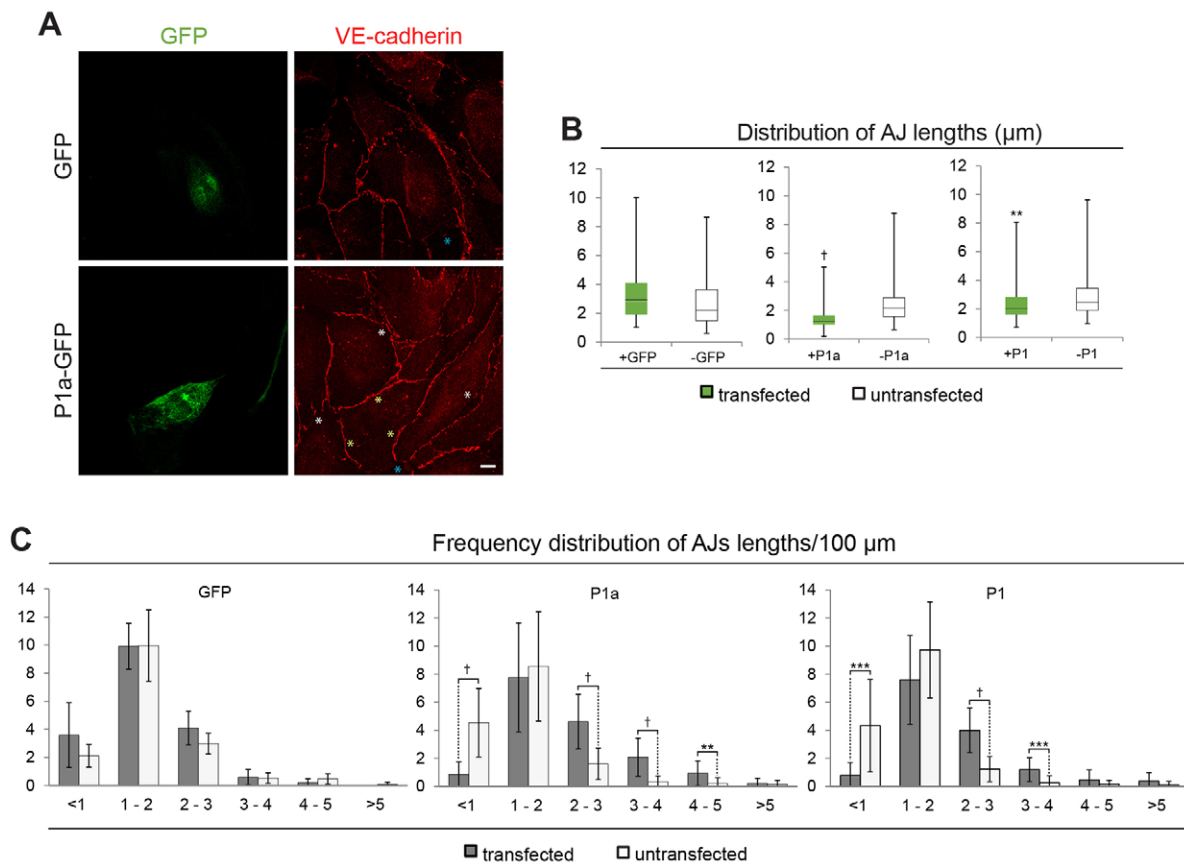 A
GFP
VE-cadherin
GFP
*
P1a-GFP
*
*
*
*
*
*
*
B
Distribution of AJ lengths (µm)
12
10
8
6
4
2
0
+GFP
-GFP
12
10
8
6
4
2
0
†
+P1a
-P1a
12
10
8
6
4
2
0
**
+P1
-P1
transfected
untransfected
C
Frequency distribution of AJs lengths/100 µm
GFP
14
12
10
8
6
4
2
0
<1
1 - 2
2 - 3
3 - 4
4 - 5
>5
P1a
14
12
10
8
6
4
2
0
†
†
†
**
<1
1 - 2
2 - 3
3 - 4
4 - 5
>5
P1
14
12
10
8
6
4
2
0
***
†
***
<1
1 - 2
2 - 3
3 - 4
4 - 5
>5
transfected
untransfected